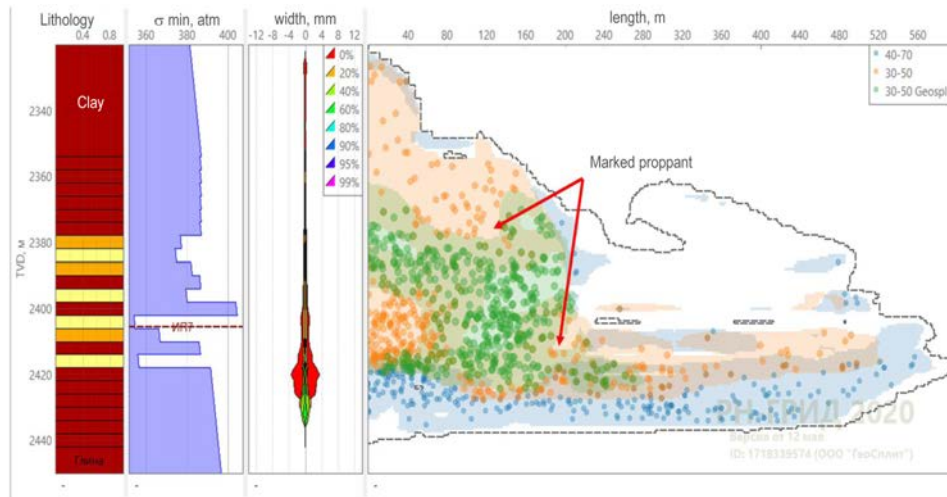 Lithology
0.4 0.8
σ min, atm
360 380 400
width, mm
-12 -8 -4 0 4 8 12
length, m
40 80 120 160 200 240 280 320 360 400 440 480 520 560
Clay
0%
20%
40%
60%
80%
90%
95%
99%
40-70
30-50
30-50 Geospl
Marked proppant
TVD, м
2340
2360
2380
2400
2420
2440
Глина
РН-ГРИД 2020
Версия от 12 мая
ID: 1718339574 (ООО "ГеоСплит")
- - - -